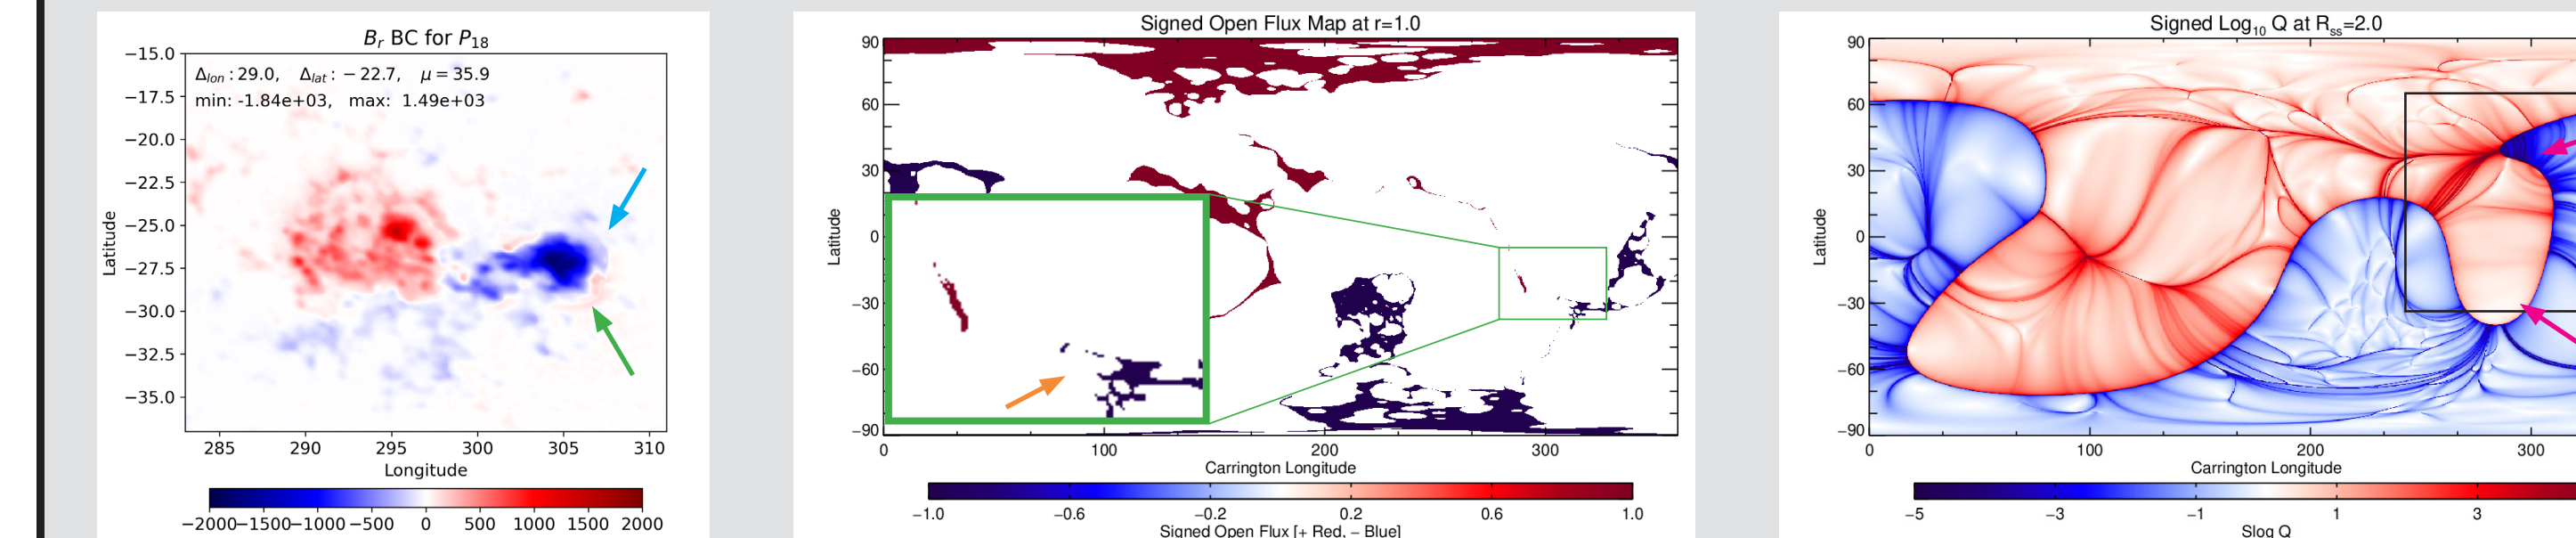 B_r BC for P_18
Δ_lon : 29.0, Δ_lat : −22.7, μ = 35.9
min: -1.84e+03, max: 1.49e+03
−15.0
−17.5
−20.0
−22.5
−25.0
−27.5
−30.0
−32.5
−35.0
Latitude
285 290 295 300 305 310
Longitude
−2000 −1500 −1000 −500 0 500 1000 1500 2000
Signed Open Flux Map at r=1.0
90
60
30
0
−30
−60
−90
Latitude
0 100 200 300
Carrington Longitude
−1.0 −0.6 −0.2 0.2 0.6 1.0
Signed Open Flux [+ Red, − Blue]
Signed Log₁₀ Q at R_ss=2.0
90
60
30
0
−30
−60
−90
Latitude
0 100 200 300
Carrington Longitude
−5 −3 −1 1 3
Slog Q